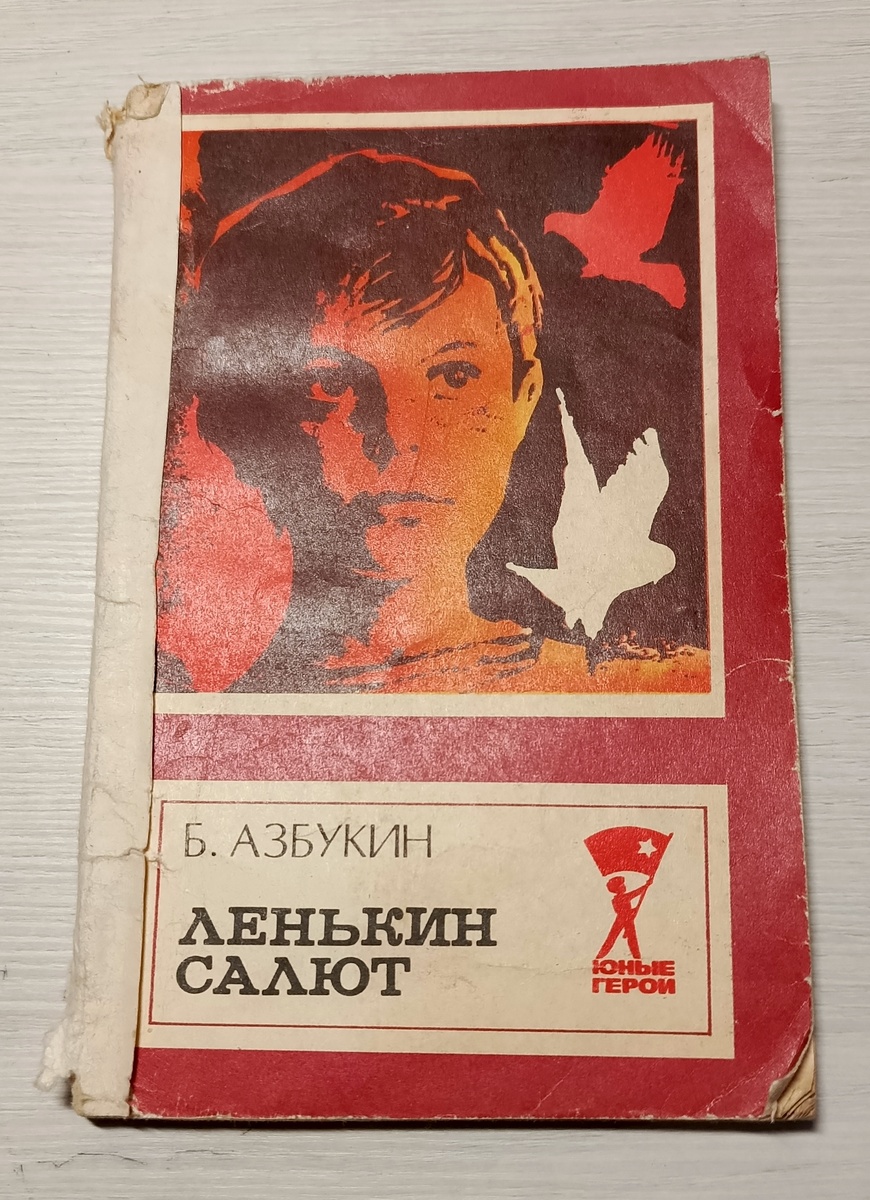 Б. АЗБУКИН
ЛЕНЬКИН
САЛЮТ
ЮНЫЕ
ГЕРОИ